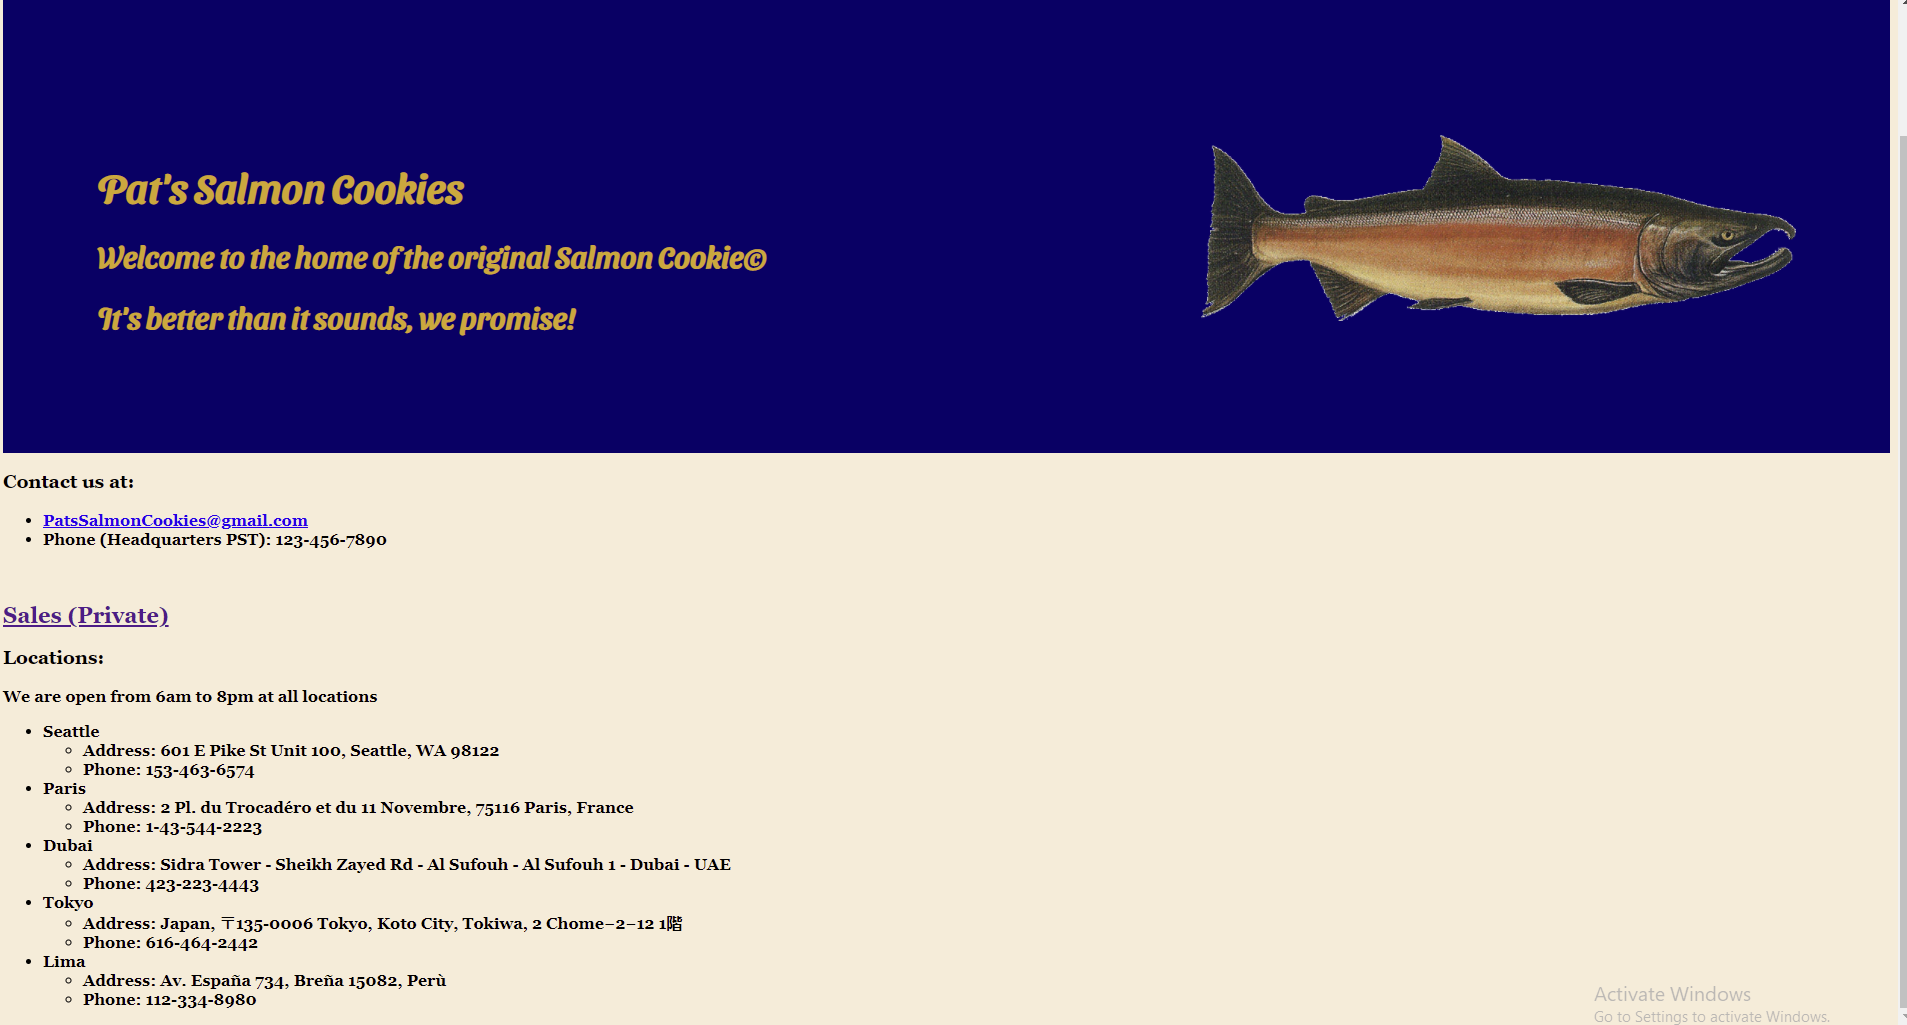 Pat's Salmon Cookies
Welcome to the home of the original Salmon Cookie©
It's better than it sounds, we promise!
Contact us at:
PatsSalmonCookies@gmail.com
Phone (Headquarters PST): 123-456-7890
Sales (Private)
Locations:
We are open from 6am to 8pm at all locations
Seattle
Address: 601 E Pike St Unit 100, Seattle, WA 98122
Phone: 153-463-6574
Paris
Address: 2 Pl. du Trocadéro et du 11 Novembre, 75116 Paris, France
Phone: 1-43-544-2223
Dubai
Address: Sidra Tower - Sheikh Zayed Rd - Al Sufouh - Al Sufouh 1 - Dubai - UAE
Phone: 423-223-4443
Tokyo
Address: Japan, 〒135-0006 Tokyo, Koto City, Tokiwa, 2 Chome−2−12 1階
Phone: 616-464-2442
Lima
Address: Av. España 734, Breña 15082, Perù
Phone: 112-334-8980
Activate Windows
Go to Settings to activate Windows.